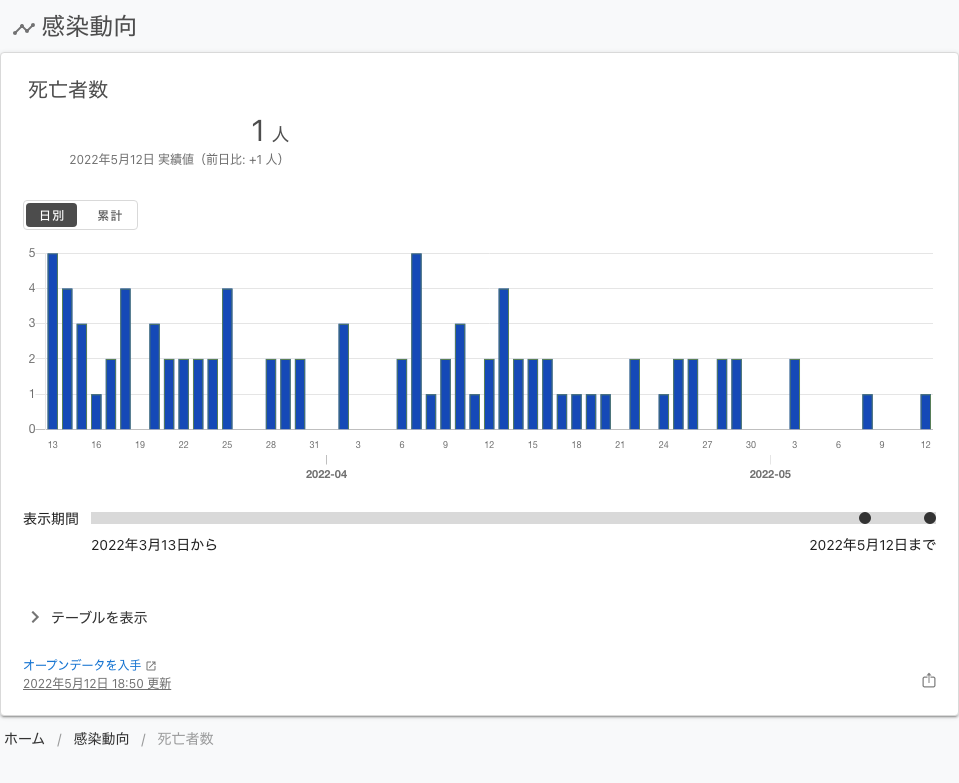 感染動向
死亡者数
1 人
2022年5月12日 実績値（前日比: +1 人）
日別 累計
5
4
3
2
1
0
13 16 19 22 25 28 31 3 6 9 12 15 18 21 24 27 30 3 6 9 12
2022-04 2022-05
表示期間
2022年3月13日から 2022年5月12日まで
テーブルを表示
オープンデータを入手
2022年5月12日 18:50 更新
ホーム / 感染動向 / 死亡者数